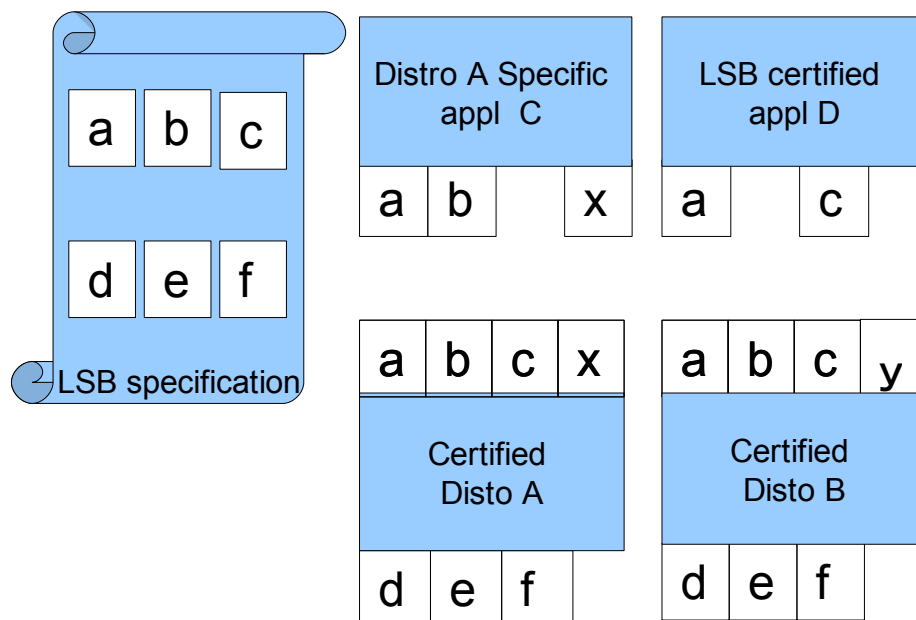 a b c
d e f
LSB specification
Distro A Specific
appl C
a b x
LSB certified
appl D
a c
a b c x
Certified
Disto A
d e f
a b c y
Certified
Disto B
d e f